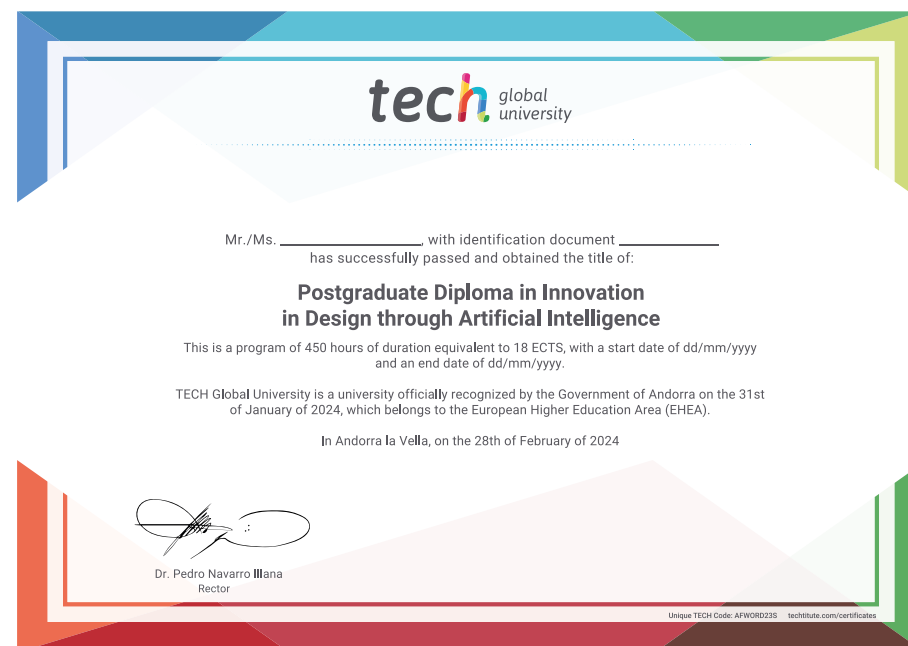 tech global
university
Mr./Ms. ____________________, with identification document ______________
has successfully passed and obtained the title of:
Postgraduate Diploma in Innovation
in Design through Artificial Intelligence
This is a program of 450 hours of duration equivalent to 18 ECTS, with a start date of dd/mm/yyyy
and an end date of dd/mm/yyyy.
TECH Global University is a university officially recognized by the Government of Andorra on the 31st
of January of 2024, which belongs to the European Higher Education Area (EHEA).
In Andorra la Vella, on the 28th of February of 2024
Dr. Pedro Navarro Illana
Rector
Unique TECH Code: AFWORD23S techtitute.com/certificates